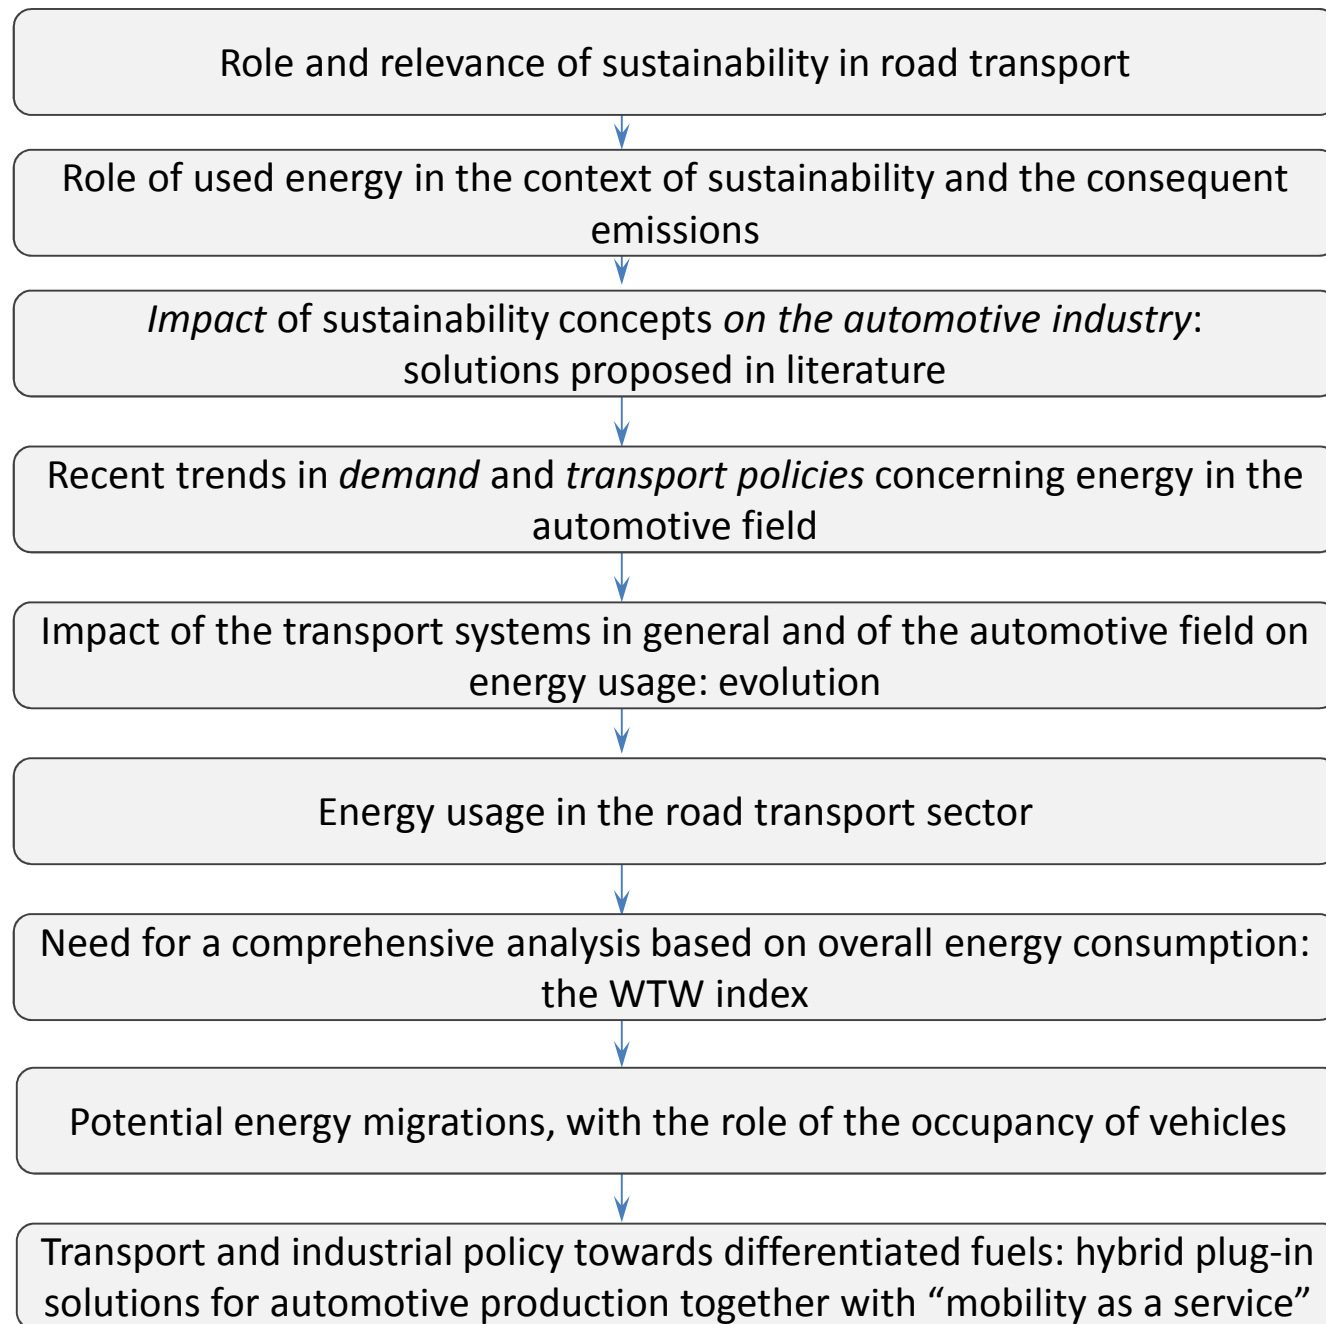 Role and relevance of sustainability in road transport
Role of used energy in the context of sustainability and the consequent
emissions
Impact of sustainability concepts on the automotive industry:
solutions proposed in literature
Recent trends in demand and transport policies concerning energy in the
automotive field
Impact of the transport systems in general and of the automotive field on
energy usage: evolution
Energy usage in the road transport sector
Need for a comprehensive analysis based on overall energy consumption:
the WTW index
Potential energy migrations, with the role of the occupancy of vehicles
Transport and industrial policy towards differentiated fuels: hybrid plug-in
solutions for automotive production together with “mobility as a service”